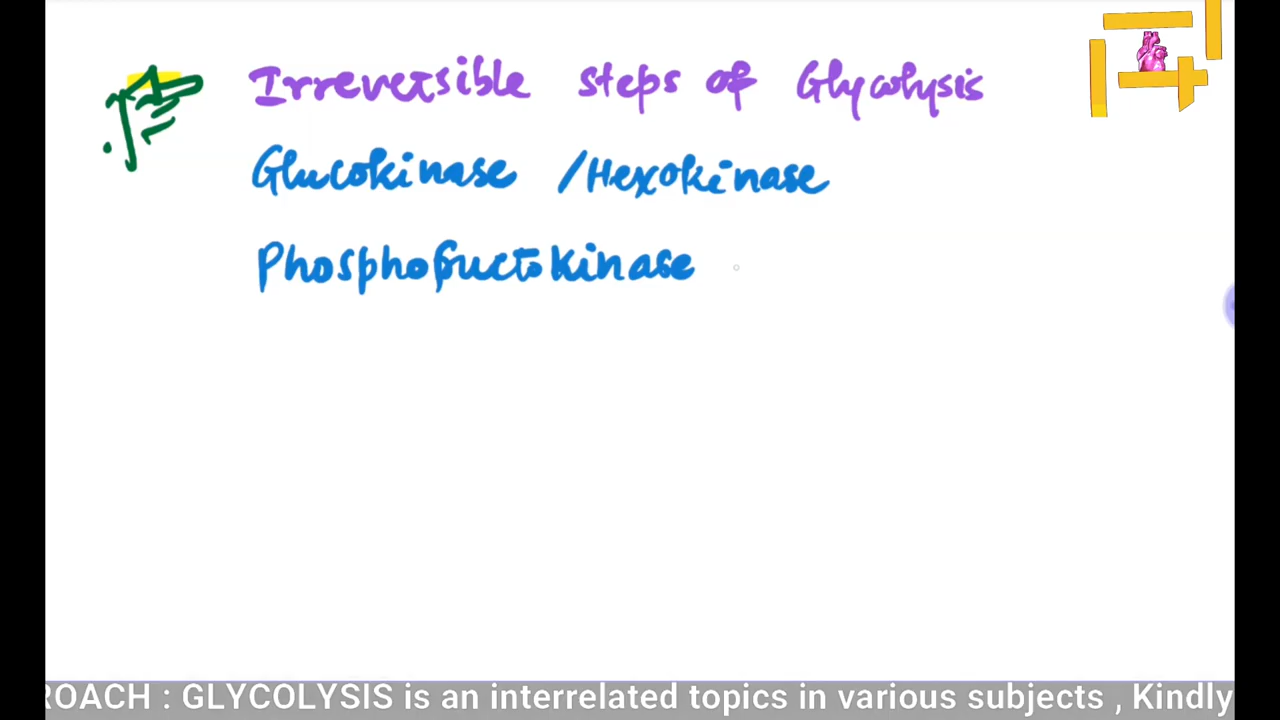 Irreversible steps of Glycolysis
Glucokinase / Hexokinase
Phosphofructokinase
ROACH : GLYCOLYSIS is an interrelated topics in various subjects , Kindly